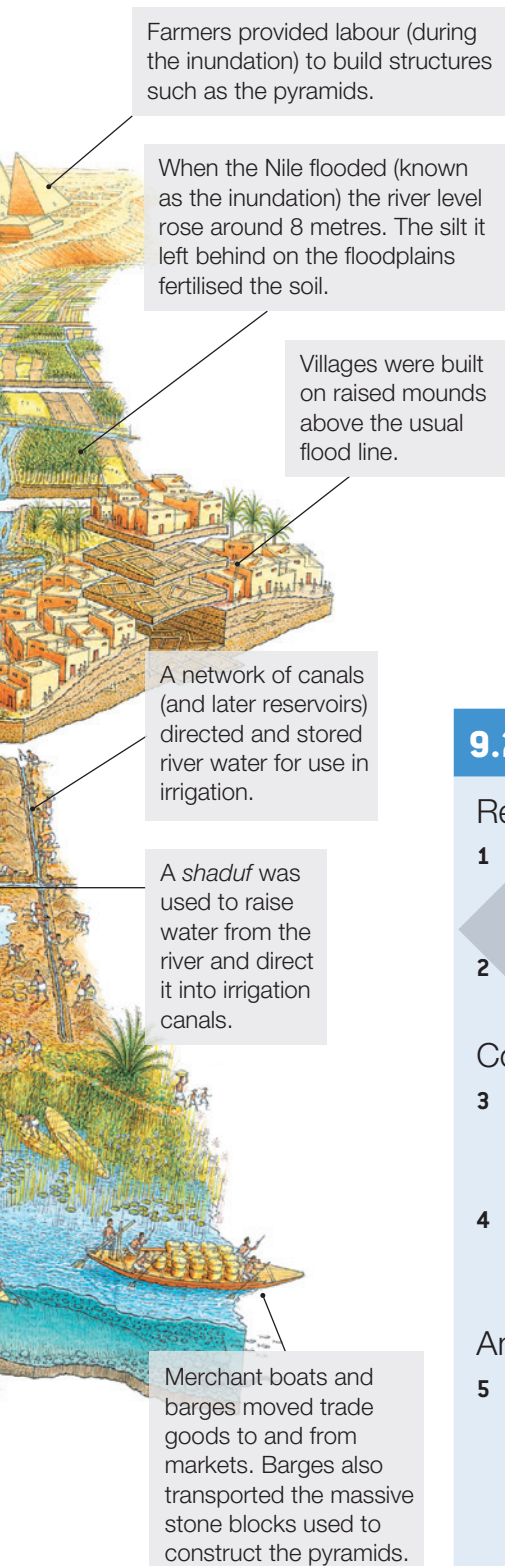 Farmers provided labour (during
the inundation) to build structures
such as the pyramids.
When the Nile flooded (known
as the inundation) the river level
rose around 8 metres. The silt it
left behind on the floodplains
fertilised the soil.
Villages were built
on raised mounds
above the usual
flood line.
A network of canals
(and later reservoirs)
directed and stored
river water for use in
irrigation.
A shaduf was
used to raise
water from the
river and direct
it into irrigation
canals.
Merchant boats and
barges moved trade
goods to and from
markets. Barges also
transported the massive
stone blocks used to
construct the pyramids.
9.
Re
1
2
Co
3
4
5